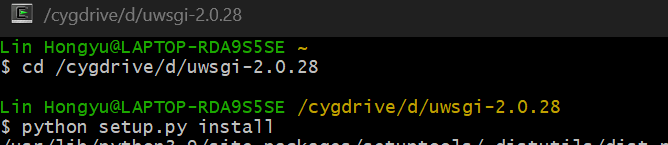 /cygdrive/d/uwsgi-2.0.28
Lin Hongyu@LAPTOP-RDA9S5SE ~
$ cd /cygdrive/d/uwsgi-2.0.28
Lin Hongyu@LAPTOP-RDA9S5SE /cygdrive/d/uwsgi-2.0.28
$ python setup.py install